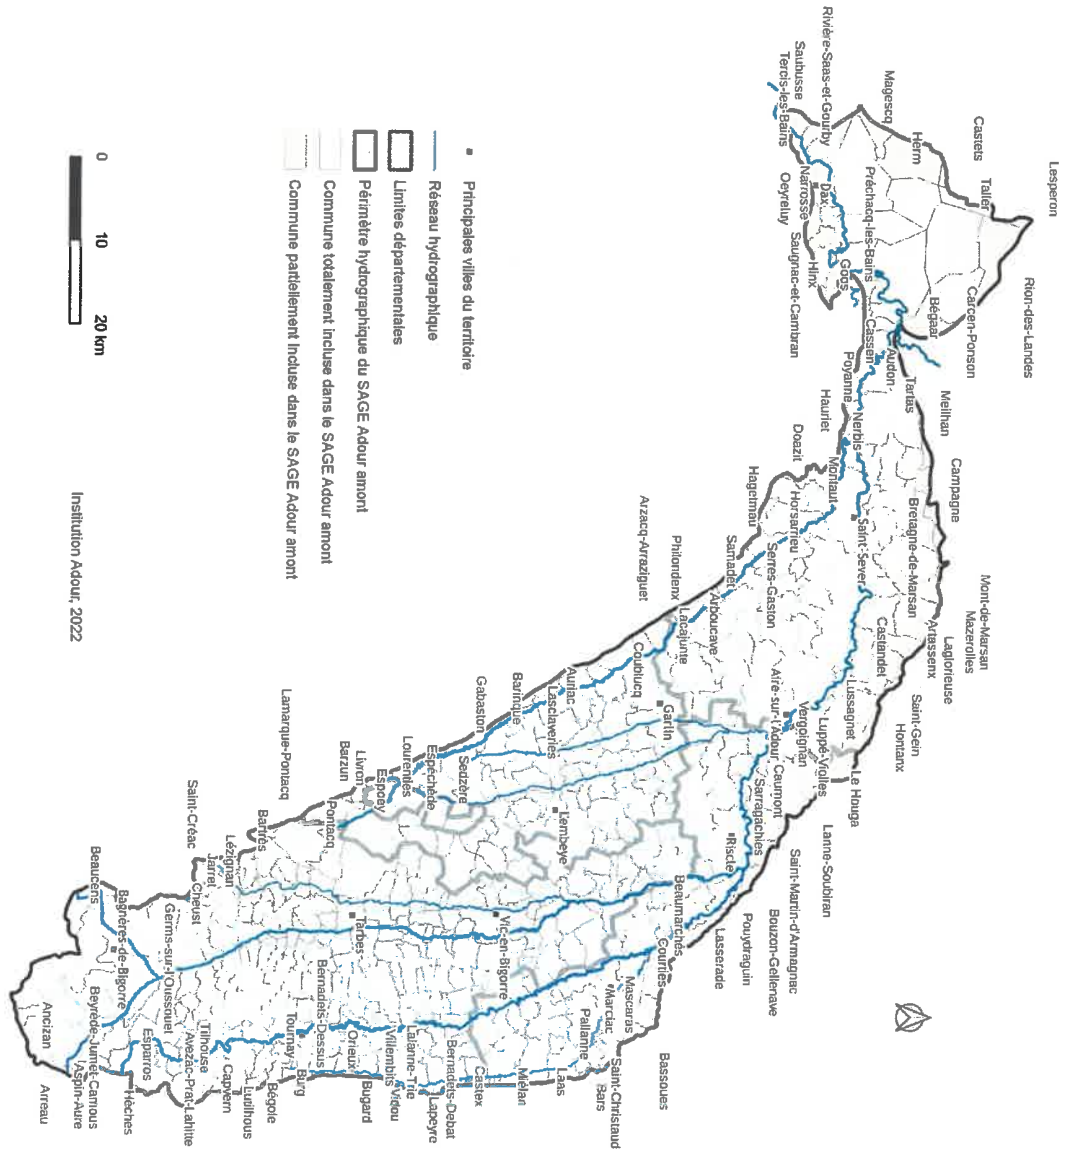 Lesperon
Rion-des-Landes
Castets
Taller
Carcen-Ponson
Magescq
Herm
Bégaar
Meilhan
Campagne
Mont-de-Marsan
Mazerolles
Laglorieuse
Artassenx
Saint-Gein
Hontanx
Le Houga
Lanne-Soubiran
Saint-Martin-d'Armagnac
Bouzon-Gellenave
Pouydraguin
Lasserade
Rivière-Saas-et-Gourby
Saubusse
Tercis-les-Bains
Préchacq-les-Bains
Dax
Narrosse
Oeyreluy
Saugnac-et-Cambran
Hinx
Goos
Cassen
Audon
Tartas
Poyanne
Nerbis
Hauriet
Doazit
Montaut
Hagetmau
Horsarrieu
Saint-Sever
Bretagne-de-Marsan
Castandet
Lussagnet
Vergoignan
Luppé-Violles
Aire-sur-l'Adour
Caumont
Sarragachies
Riscle
Serres-Gaston
Samadet
Arboucave
Philondenx
Lacajunte
Arzacq-Arraziguet
Coublucq
Garlin
Auriac
Lasclaveries
Barinque
Gabaston
Sedzère
Espéchède
Lourenties
Espoey
Livron
Barzun
Lamarque-Pontacq
Pontacq
Lembeye
Beaumarchés
Courties
Mascaras
Marciac
Pallanne
Bassoues
Saint-Christaud
Bars
Laas
Miélan
Castex
Bernadets-Debat
Lapeyre
Lalanne-Trie
Vidou
Villembits
Bugard
Orieux
Bernadets-Dessus
Burg
Tournay
Bégole
Lutilhous
Capvern
Tilhouse
Avezac-Prat-Lahitte
Esparros
Hèches
Vic-en-Bigorre
Tarbes
Barlest
Saint-Créac
Lézignan
Jarret
Cheust
Germs-sur-l'Oussouet
Beaucens
Bagnères-de-Bigorre
Beyrède-Jumet-Camous
Aspin-Aure
Ancizan
Arreau
Principales villes du territoire
Réseau hydrographique
Limites départementales
Périmètre hydrographique du SAGE Adour amont
Commune totalement incluse dans le SAGE Adour amont
Commune partiellement incluse dans le SAGE Adour amont
0 10 20 km
Institution Adour, 2022